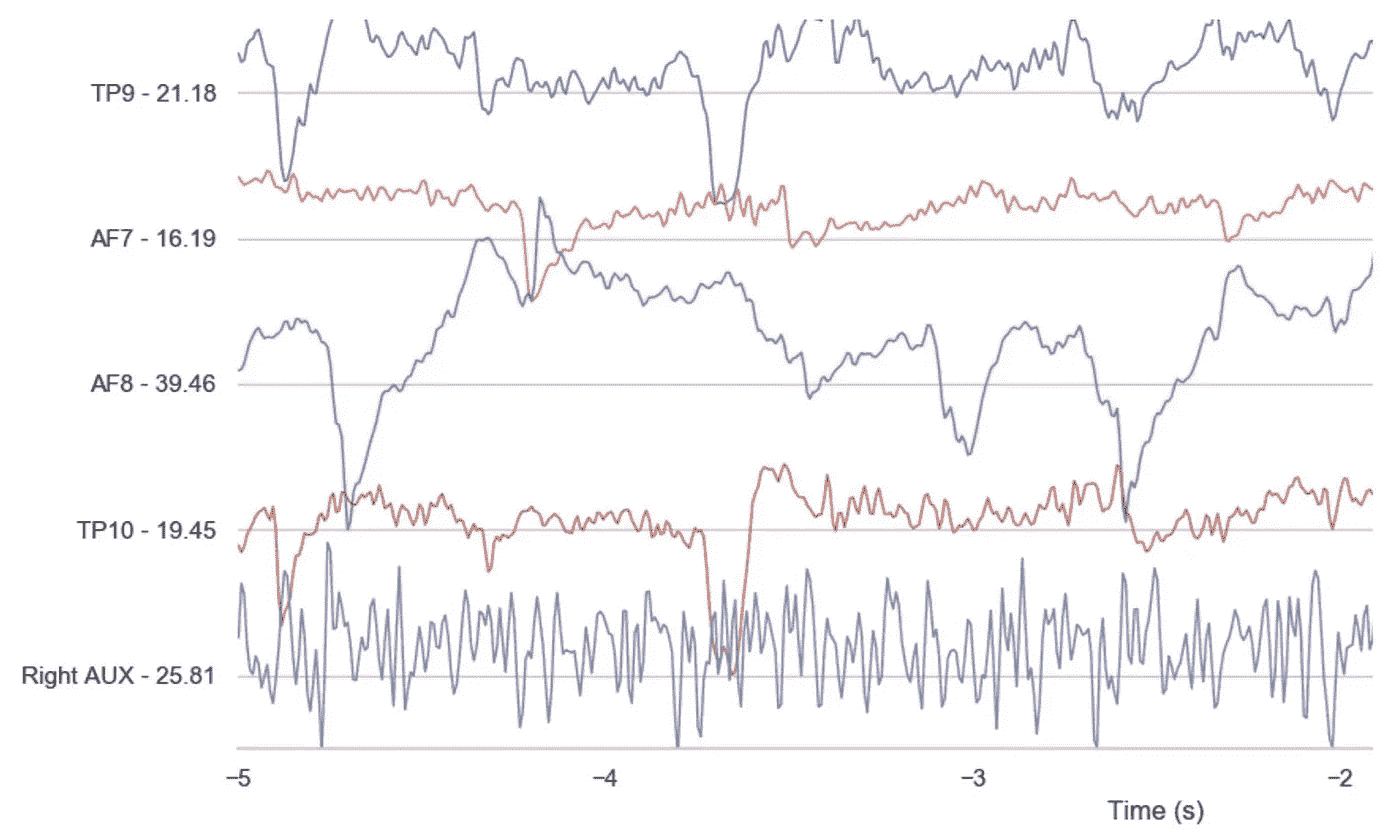 TP9 - 21.18
AF7 - 16.19
AF8 - 39.46
TP10 - 19.45
Right AUX - 25.81
−5 −4 −3 −2
Time (s)